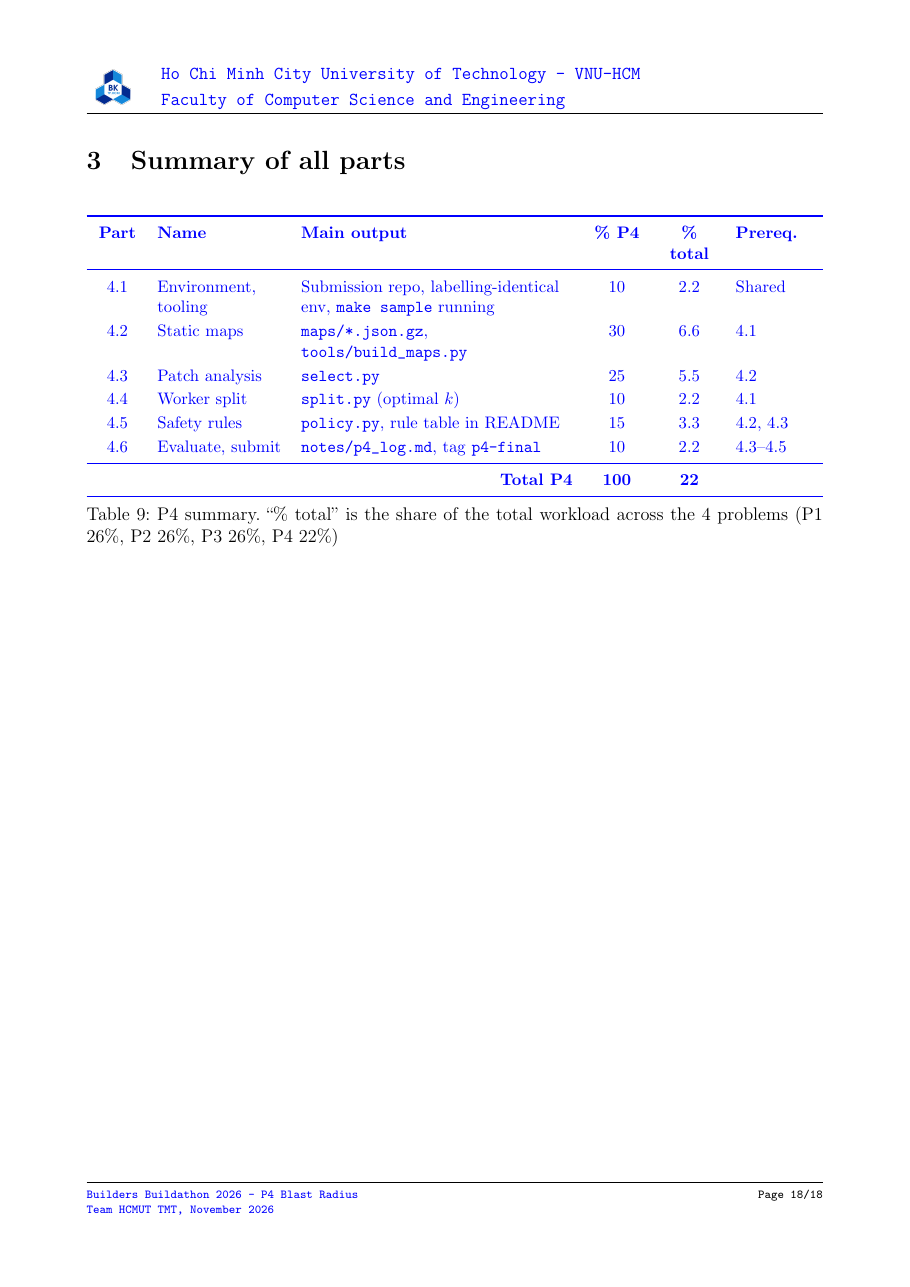 BK
Ho Chi Minh City University of Technology - VNU-HCM
Faculty of Computer Science and Engineering
3 Summary of all parts
Part Name Main output % P4 % total Prereq.
4.1 Environment, tooling Submission repo, labelling-identical env, make sample running 10 2.2 Shared
4.2 Static maps maps/*.json.gz, tools/build_maps.py 30 6.6 4.1
4.3 Patch analysis select.py 25 5.5 4.2
4.4 Worker split split.py (optimal k) 10 2.2 4.1
4.5 Safety rules policy.py, rule table in README 15 3.3 4.2, 4.3
4.6 Evaluate, submit notes/p4_log.md, tag p4-final 10 2.2 4.3–4.5
Total P4 100 22
Table 9: P4 summary. “% total” is the share of the total workload across the 4 problems (P1
26%, P2 26%, P3 26%, P4 22%)
Builders Buildathon 2026 - P4 Blast Radius
Team HCMUT TMT, November 2026
Page 18/18